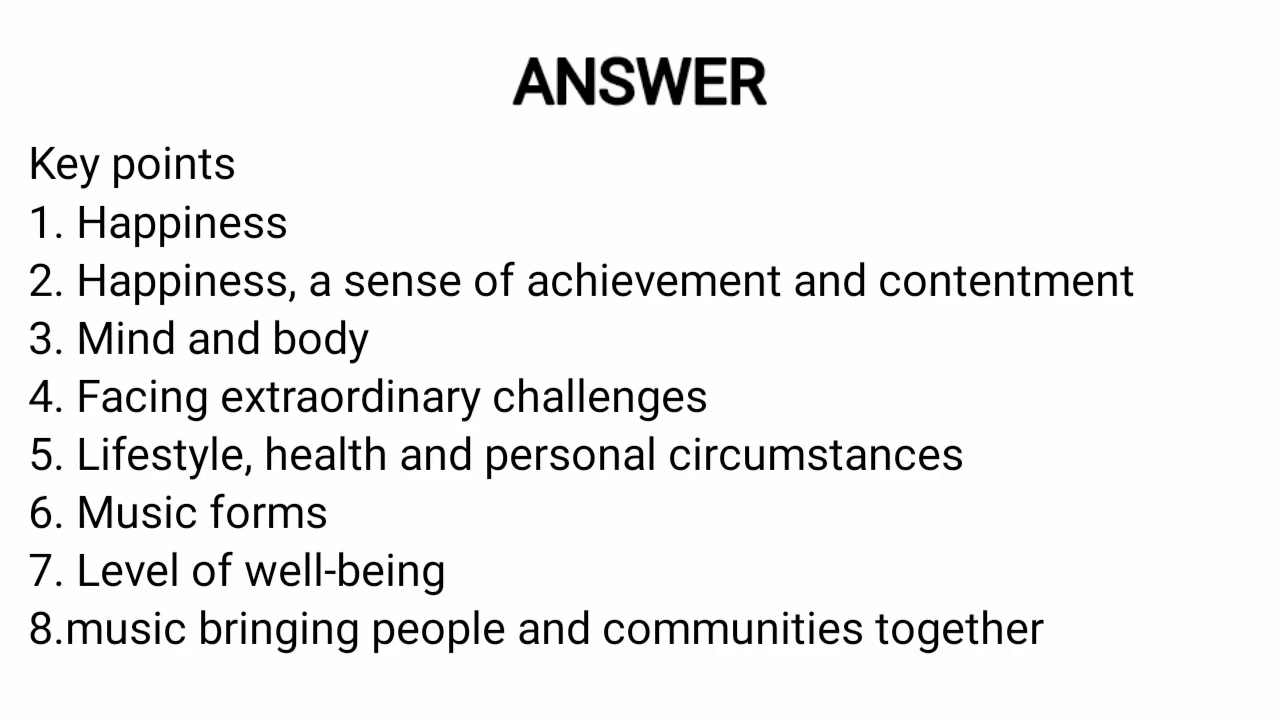 ANSWER
Key points
1. Happiness
2. Happiness, a sense of achievement and contentment
3. Mind and body
4. Facing extraordinary challenges
5. Lifestyle, health and personal circumstances
6. Music forms
7. Level of well-being
8.music bringing people and communities together